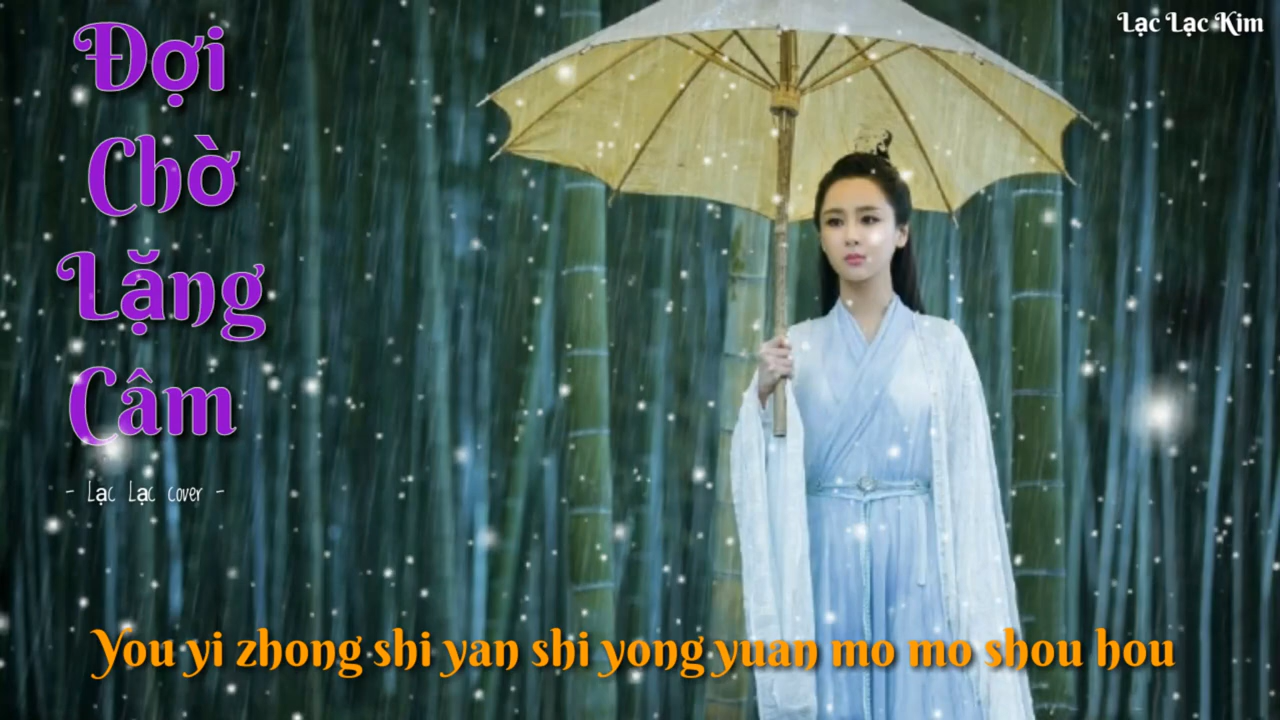 Đợi
Chờ
Lặng
Câm
- Lạc Lạc cover -
Lạc Lạc Kim
You yi zhong shi yan shi yong yuan mo mo shou hou